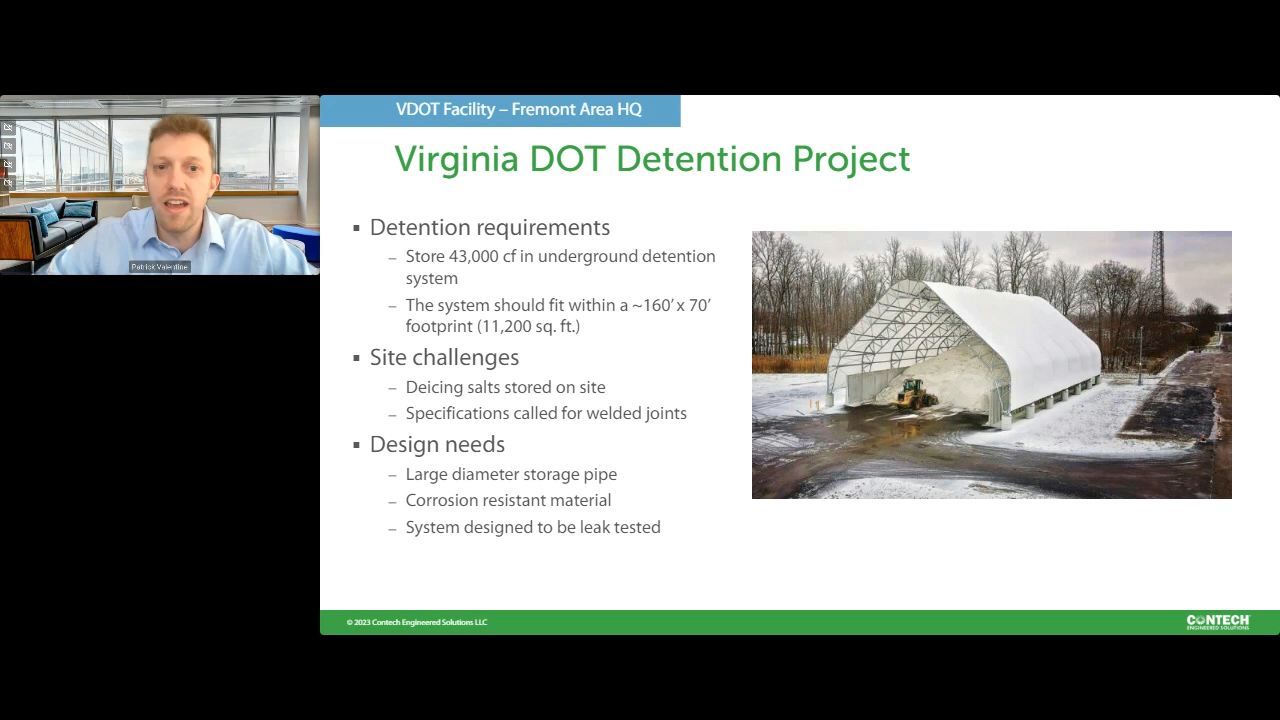 VDOT Facility – Fremont Area HQ
Virginia DOT Detention Project
▪ Detention requirements
– Store 43,000 cf in underground detention
system
– The system should fit within a ~160’ x 70’
footprint (11,200 sq. ft.)
▪ Site challenges
– Deicing salts stored on site
– Specifications called for welded joints
▪ Design needs
– Large diameter storage pipe
– Corrosion resistant material
– System designed to be leak tested
Patrick Valentine
© 2023 Contech Engineered Solutions LLC
CONTECH
ENGINEERED SOLUTIONS